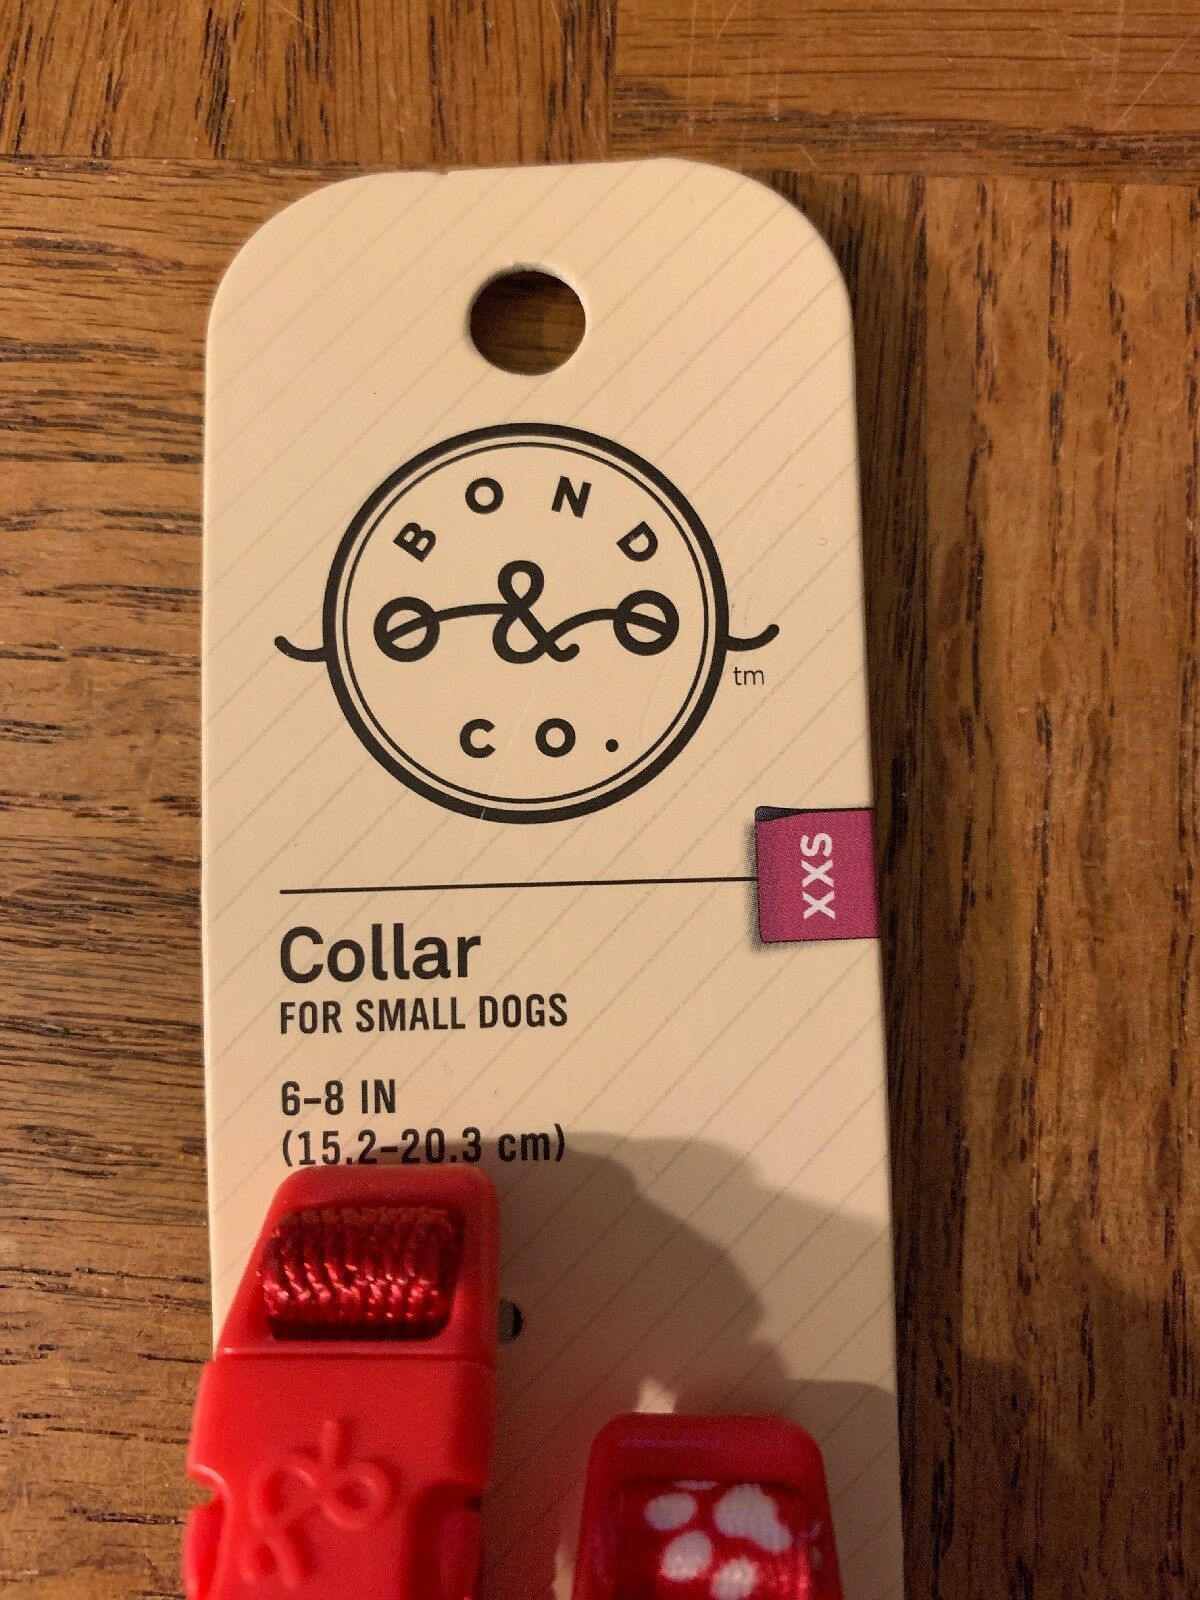 BOND
&
CO.
tm
XXS
Collar
FOR SMALL DOGS
6-8 IN
(15.2-20.3 cm)